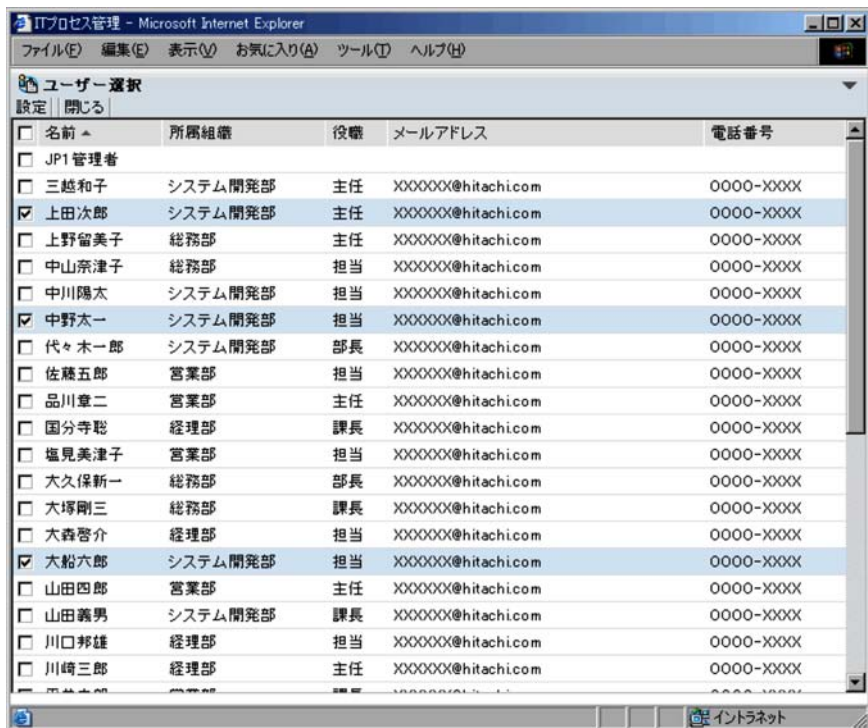 ITプロセス管理 - Microsoft Internet Explorer
ファイル(F) 編集(E) 表示(V) お気に入り(A) ツール(T) ヘルプ(H)
ユーザー選択
設定 閉じる
名前 所属組織 役職 メールアドレス 電話番号
JP1管理者
三越和子 システム開発部 主任 XXXXXX@hitachi.com 0000-XXXX
上田次郎 システム開発部 主任 XXXXXX@hitachi.com 0000-XXXX
上野留美子 総務部 主任 XXXXXX@hitachi.com 0000-XXXX
中山奈津子 総務部 担当 XXXXXX@hitachi.com 0000-XXXX
中川陽太 システム開発部 担当 XXXXXX@hitachi.com 0000-XXXX
中野太一 システム開発部 担当 XXXXXX@hitachi.com 0000-XXXX
代々木一郎 システム開発部 部長 XXXXXX@hitachi.com 0000-XXXX
佐藤五郎 営業部 担当 XXXXXX@hitachi.com 0000-XXXX
品川章二 営業部 主任 XXXXXX@hitachi.com 0000-XXXX
国分寺聡 経理部 課長 XXXXXX@hitachi.com 0000-XXXX
塩見美津子 営業部 担当 XXXXXX@hitachi.com 0000-XXXX
大久保新一 総務部 部長 XXXXXX@hitachi.com 0000-XXXX
大塚剛三 総務部 課長 XXXXXX@hitachi.com 0000-XXXX
大森啓介 経理部 担当 XXXXXX@hitachi.com 0000-XXXX
大船六郎 システム開発部 担当 XXXXXX@hitachi.com 0000-XXXX
山田四郎 営業部 主任 XXXXXX@hitachi.com 0000-XXXX
山田義男 システム開発部 課長 XXXXXX@hitachi.com 0000-XXXX
川口邦雄 経理部 担当 XXXXXX@hitachi.com 0000-XXXX
川崎三郎 経理部 主任 XXXXXX@hitachi.com 0000-XXXX
イントラネット